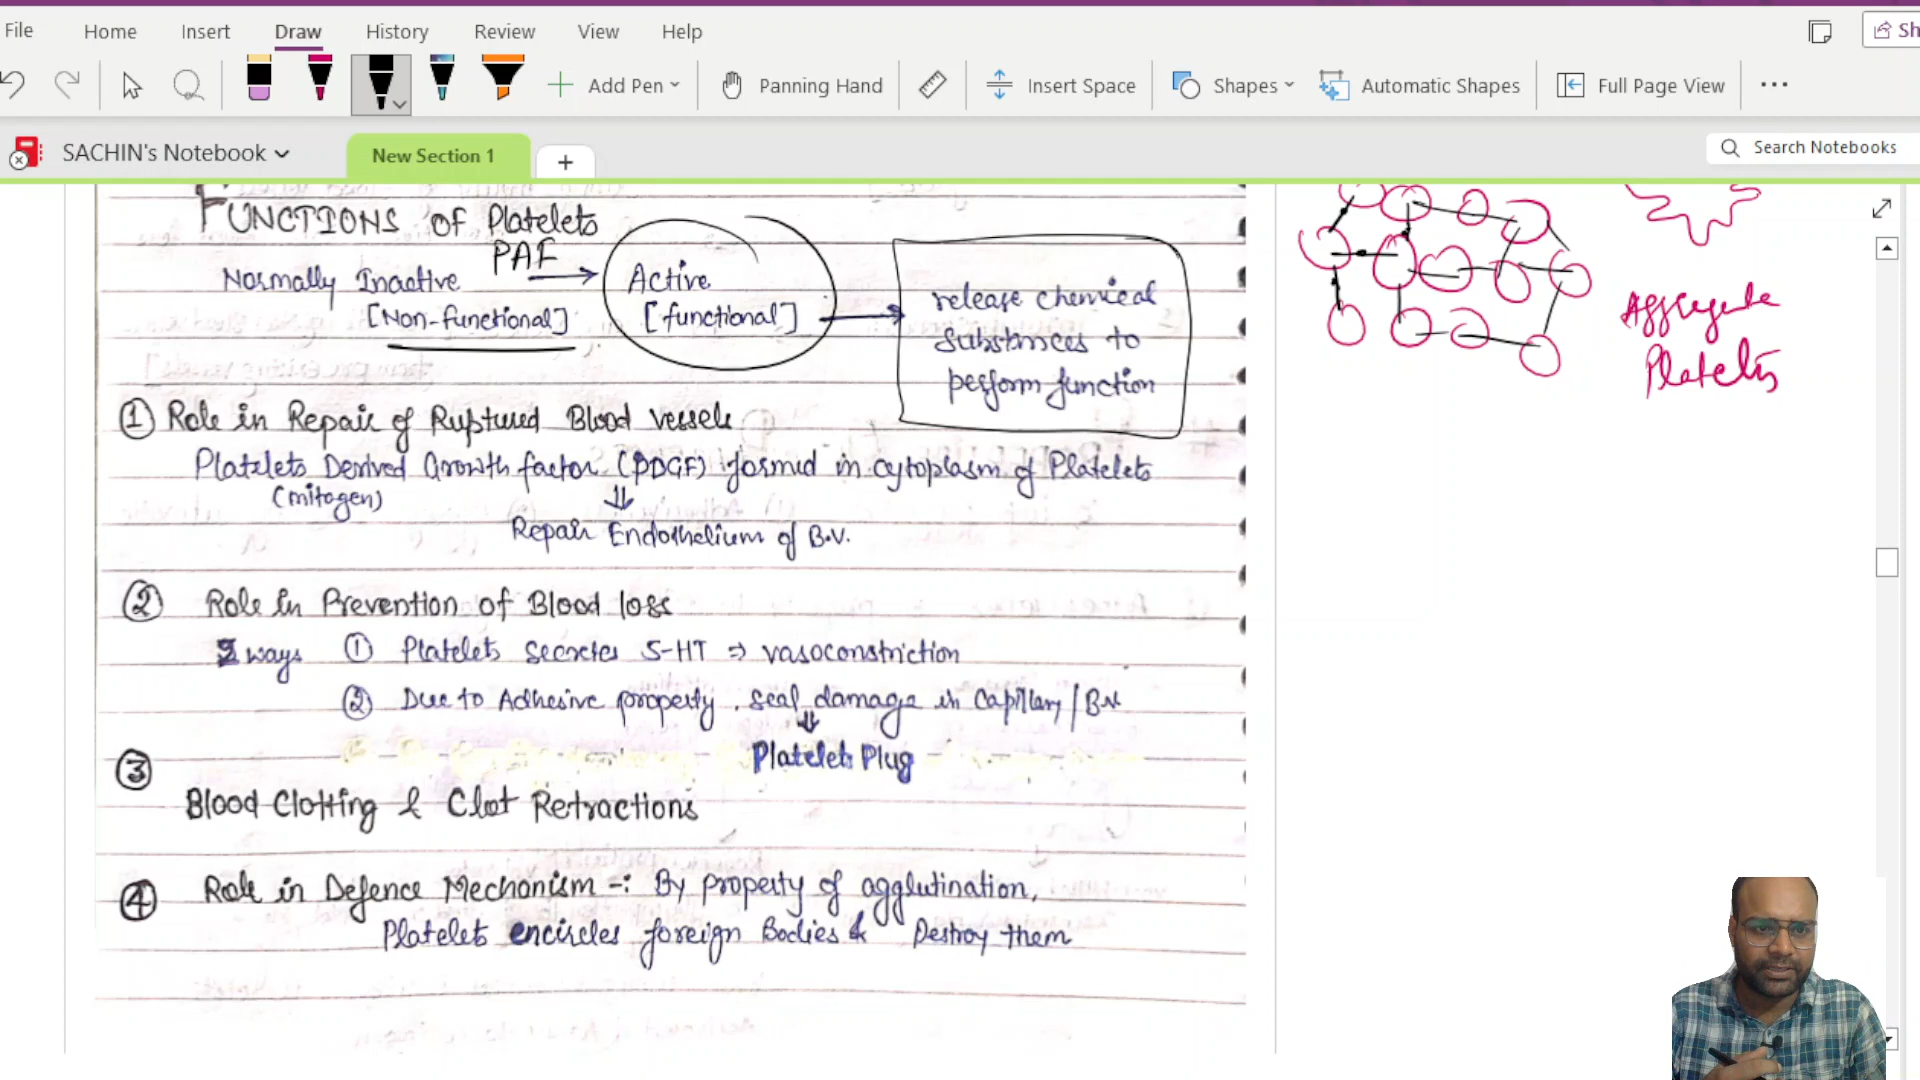 File Home Insert Draw History Review View Help Sh
Add Pen Panning Hand Insert Space Shapes Automatic Shapes Full Page View
SACHIN's Notebook New Section 1 + Search Notebooks
FUNCTIONS of Platelets
PAF
Normally Inactive
[Non-functional]
Active
[functional]
release chemical
substances to
perform function
Aggregate
Platelets
① Role in Repair of Ruptured Blood vessels
Platelets Derived Growth factor (PDGF) formed in cytoplasm of Platelets
(mitogen)
⇓
Repair Endothelium of B.V.
② Role in Prevention of Blood loss
2 ways ① Platelets secretes 5-HT ⇒ vasoconstriction
② Due to Adhesive property, seal damage in Capillary / B.V.
⇓
Platelets Plug
③
Blood Clotting & Clot Retractions
④ Role in Defence Mechanism -: By property of agglutination,
Platelets encircles foreign Bodies & Destroy them